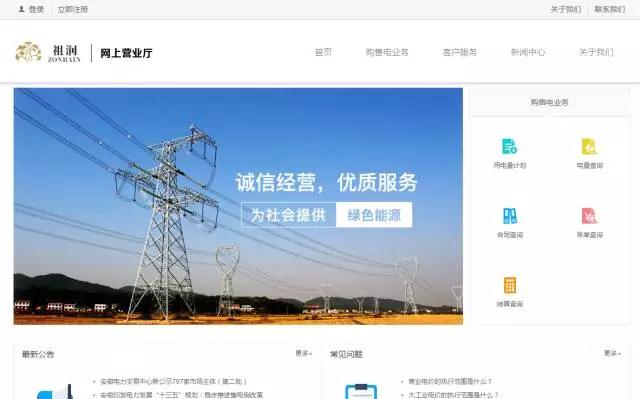 登录 立即注册 关于我们 联系我们
祖润
ZONRAIN
网上营业厅
首页 购售电业务 客户服务 新闻中心 关于我们
诚信经营，优质服务
为社会提供 绿色能源
购售电业务
用电量计划 电量查询
合同查询 账单查询
结算查询
最新公告 更多»
常见问题 更多»
安徽电力交易中心新公示797家市场主体（第二批）
安徽印发电力发展“十三五”规划：稳步推进售电侧改革
商业电价的执行范围是什么？
大工业电价的执行范围是什么？